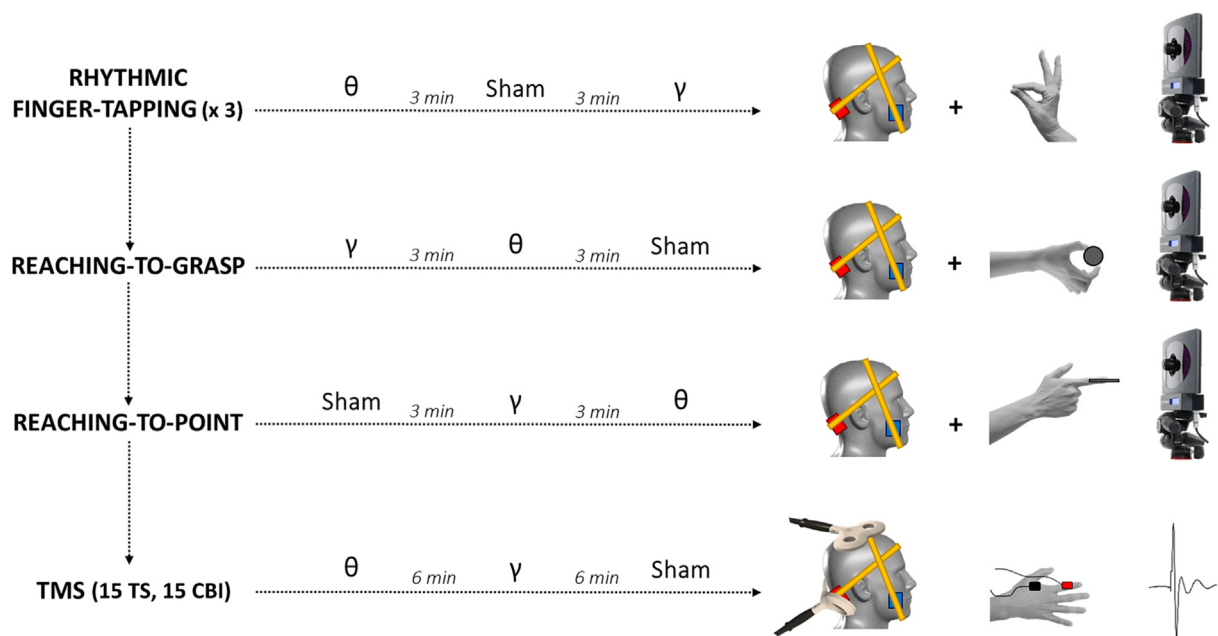 RHYTHMIC
FINGER-TAPPING (x 3)
θ 3 min Sham 3 min γ
+
REACHING-TO-GRASP
γ 3 min θ 3 min Sham
+
REACHING-TO-POINT
Sham 3 min γ 3 min θ
+
TMS (15 TS, 15 CBI)
θ 6 min γ 6 min Sham